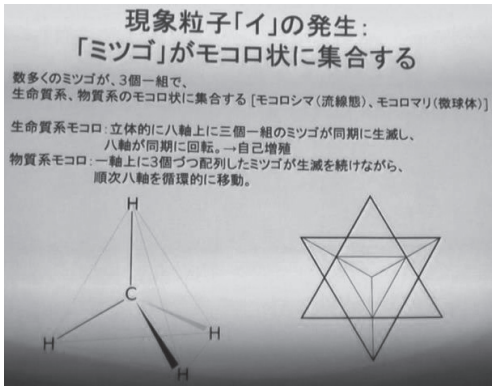 現象粒子「イ」の発生:
「ミツゴ」がモコロ状に集合する
数多くのミツゴが、3個一組で、
生命質系、物質系のモコロ状に集合する [モコロシマ(流線態)、モコロマリ(微球体)]
生命質系モコロ:立体的に八軸上に三個一組のミツゴが同期に生滅し、
八軸が同期に回転。→自己増殖
物質系モコロ:一軸上に3個づつ配列したミツゴが生滅を続けながら、
順次八軸を循環的に移動。
H
C
H
H
H